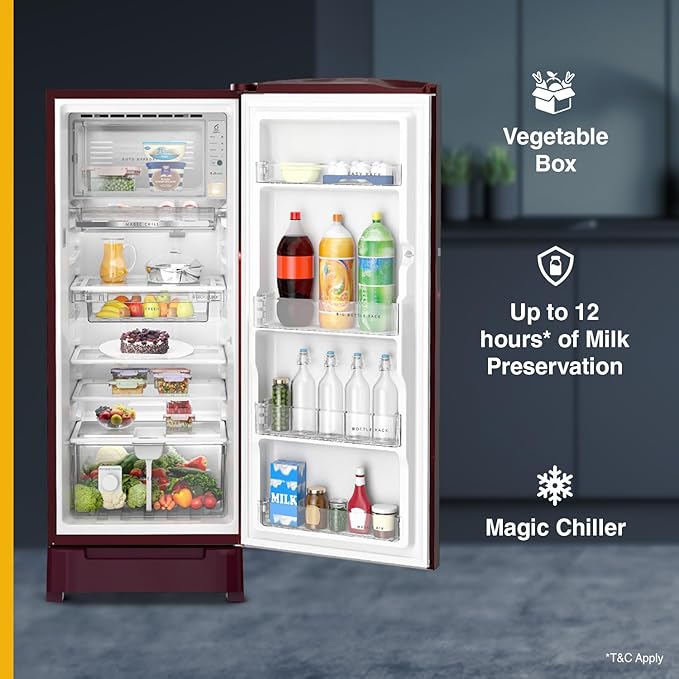 Vegetable
Box
Up to 12
hours* of Milk
Preservation
Magic Chiller
*T&C Apply
EASY RACK
MAGIC CHILL
BIG BOTTLE RACK
BOTTLE RACK
MILK